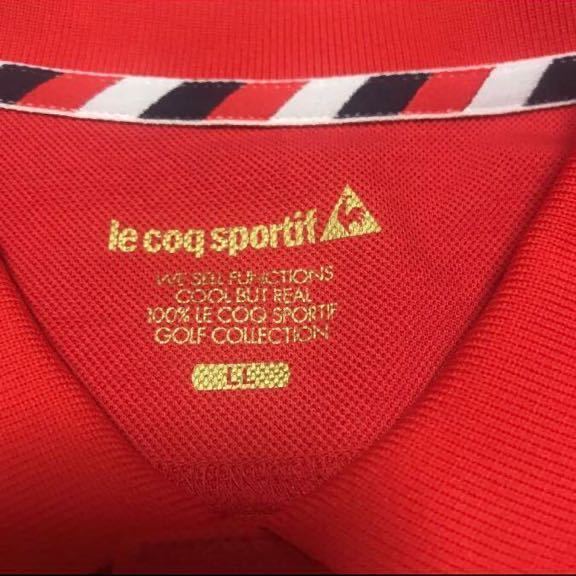 le coq sportif
WE SELL FUNCTIONS
COOL BUT REAL
100% LE COQ SPORTIF
GOLF COLLECTION
LL